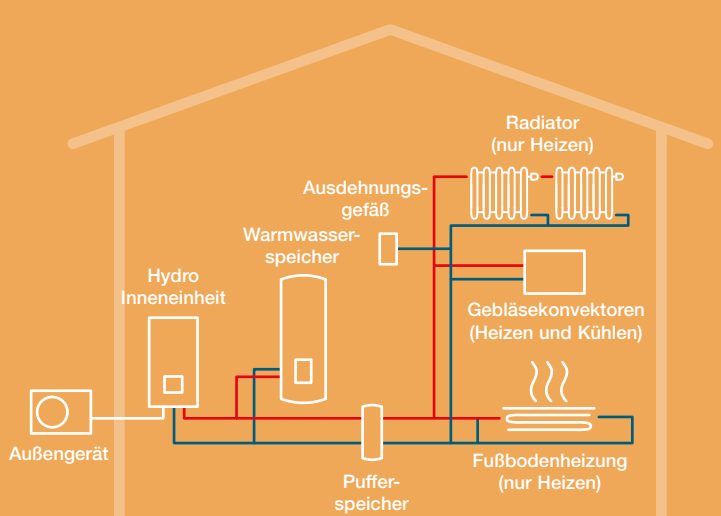 Radiator
(nur Heizen)
Ausdehnungs-
gefäß
Warmwasser-
speicher
Hydro
Inneneinheit
Gebläsekonvektoren
(Heizen und Kühlen)
Außengerät
Fußbodenheizung
(nur Heizen)
Puffer-
speicher